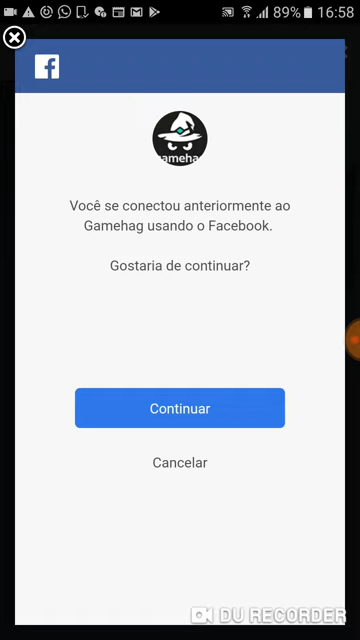 89% 16:58
gamehag
Você se conectou anteriormente ao
Gamehag usando o Facebook.
Gostaria de continuar?
Continuar
Cancelar
DU RECORDER